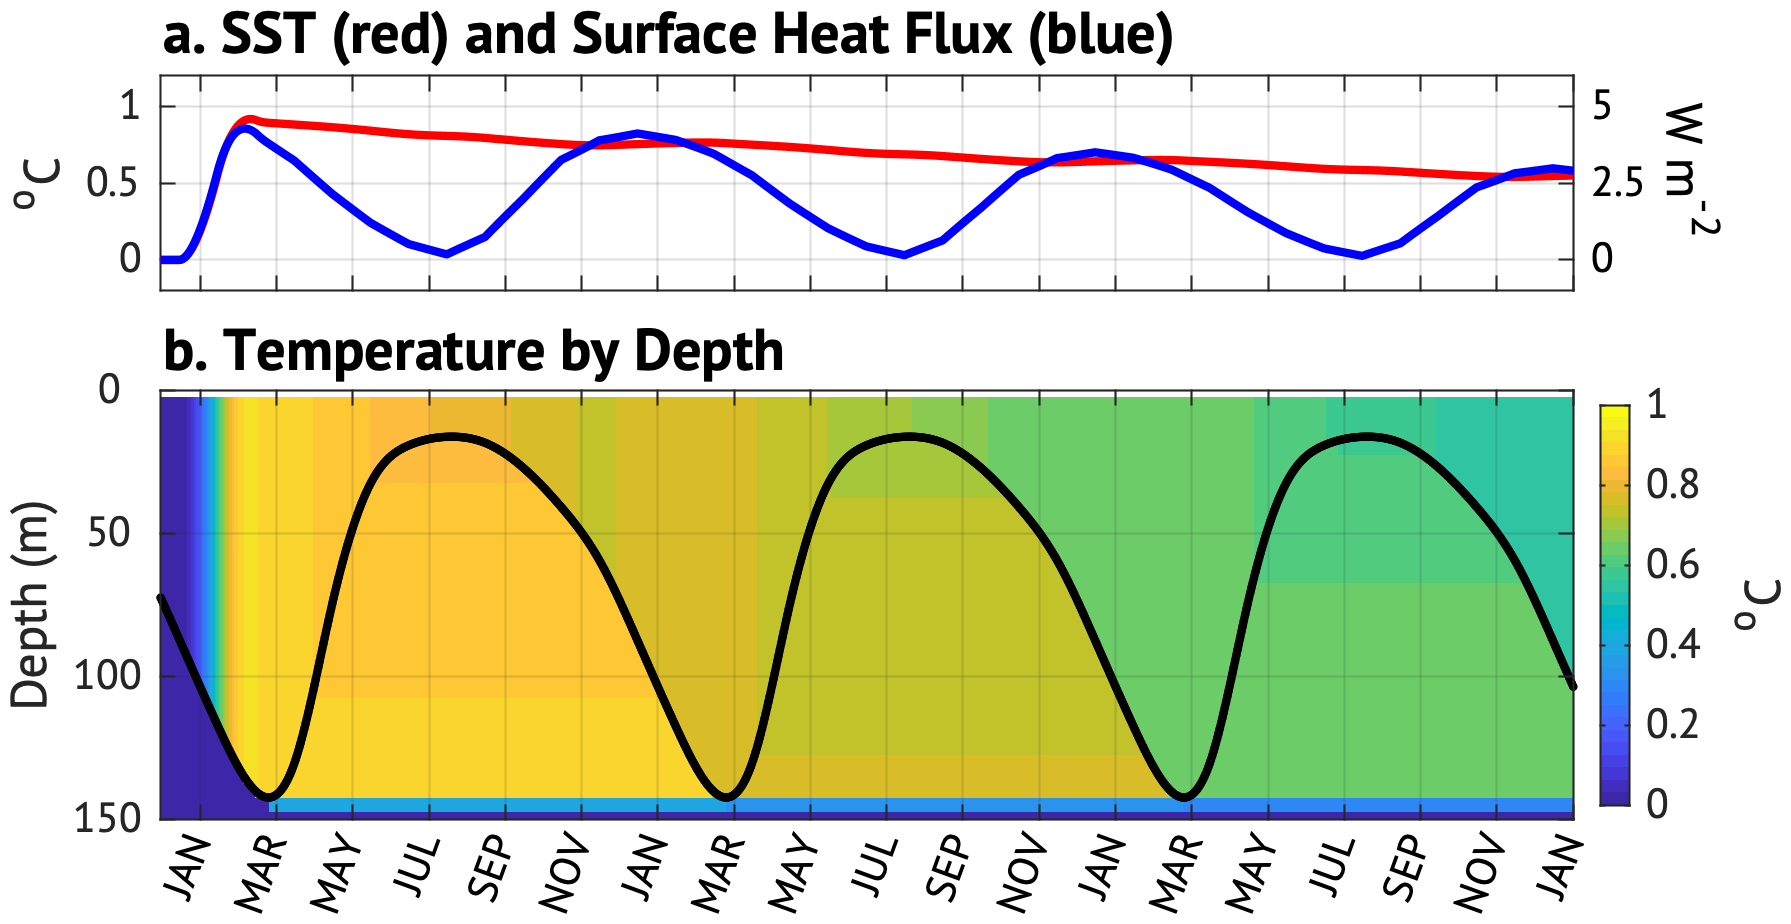 a. SST (red) and Surface Heat Flux (blue)
1
0.5
0
5
2.5
0
°C
W m⁻²
b. Temperature by Depth
0
50
100
150
Depth (m)
JAN MAR MAY JUL SEP NOV JAN MAR MAY JUL SEP NOV JAN MAR MAY JUL SEP NOV JAN
1
0.8
0.6
0.4
0.2
0
°C